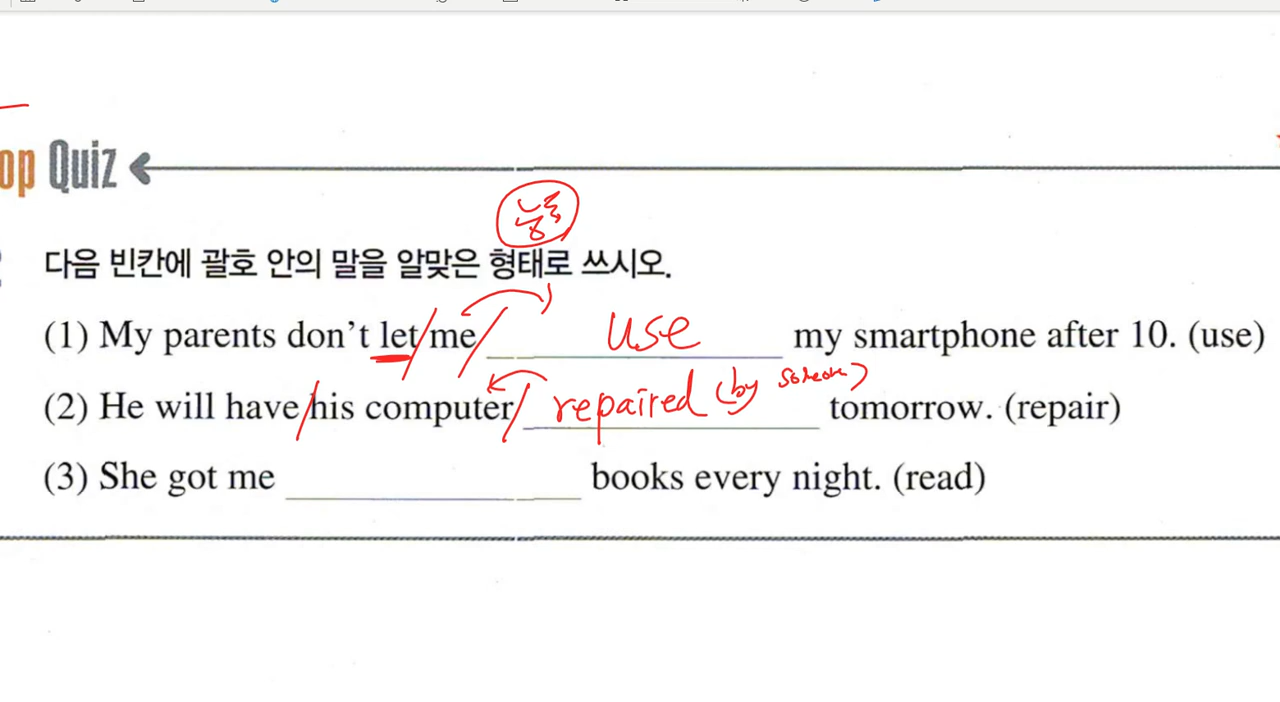 op Quiz
능동
다음 빈칸에 괄호 안의 말을 알맞은 형태로 쓰시오.
(1) My parents don't let / me / use my smartphone after 10. (use)
(2) He will have / his computer / repaired (by someone) tomorrow. (repair)
(3) She got me ____ books every night. (read)